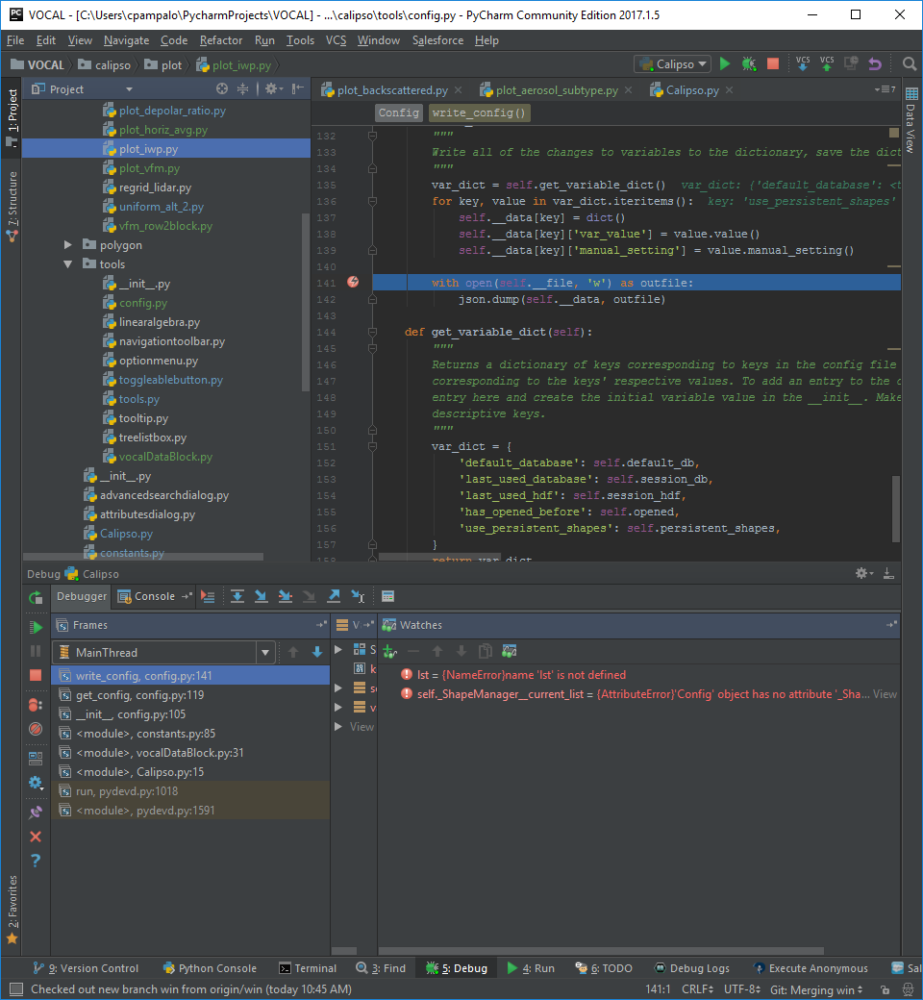 VOCAL - [C:\Users\cpampalo\PycharmProjects\VOCAL] - ...\calipso\tools\config.py - PyCharm Community Edition 2017.1.5
File Edit View Navigate Code Refactor Run Tools VCS Window Salesforce Help
VOCAL calipso plot plot_iwp.py Calipso VCS VCS
1: Project
7: Structure
2: Favorites
Project
plot_depolar_ratio.py
plot_horiz_avg.py
plot_iwp.py
plot_vfm.py
regrid_lidar.py
uniform_alt_2.py
vfm_row2block.py
polygon
tools
__init__.py
config.py
linearalgebra.py
navigationtoolbar.py
optionmenu.py
toggleablebutton.py
tools.py
tooltip.py
treelistbox.py
vocalDataBlock.py
__init__.py
advancedsearchdialog.py
attributesdialog.py
Calipso.py
constants.py
plot_backscattered.py plot_aerosol_subtype.py Calipso.py 7
Config write_config()
Data View
132 """
133 Write all of the changes to variables to the dictionary, save the dict
134 """
135 var_dict = self.get_variable_dict() var_dict: {'default_database': <t
136 for key, value in var_dict.iteritems(): key: 'use_persistent_shapes'
137 self.__data[key] = dict()
138 self.__data[key]['var_value'] = value.value()
139 self.__data[key]['manual_setting'] = value.manual_setting()
140
141 with open(self.__file, 'w') as outfile:
142 json.dump(self.__data, outfile)
143
144 def get_variable_dict(self):
145 """
146 Returns a dictionary of keys corresponding to keys in the config file
147 corresponding to the keys' respective values. To add an entry to the c
148 entry here and create the initial variable value in the __init__. Make
149 descriptive keys.
150 """
151 var_dict = {
152 'default_database': self.default_db,
153 'last_used_database': self.session_db,
154 'last_used_hdf': self.session_hdf,
155 'has_opened_before': self.opened,
156 'use_persistent_shapes': self.persistent_shapes,
157 }
158 return var_dict
Debug Calipso
Debugger Console
Frames
MainThread
write_config, config.py:141
get_config, config.py:119
__init__, config.py:105
<module>, constants.py:85
<module>, vocalDataBlock.py:31
<module>, Calipso.py:15
run, pydevd.py:1018
<module>, pydevd.py:1591
V
S
k
s
v
View
Watches
lst = {NameError}name 'lst' is not defined
self._ShapeManager__current_list = {AttributeError}'Config' object has no attribute '_Sha... View
9: Version Control Python Console Terminal 3: Find 5: Debug 4: Run 6: TODO Debug Logs Execute Anonymous Sal
Checked out new branch win from origin/win (today 10:45 AM) 141:1 CRLF UTF-8 Git: Merging win